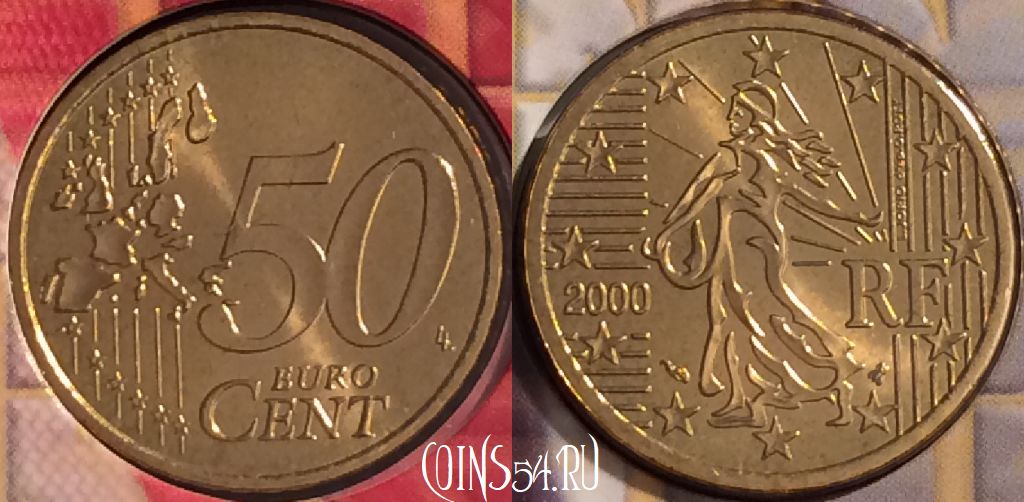 50
EURO
CENT
2000
RF
COINS54.RU